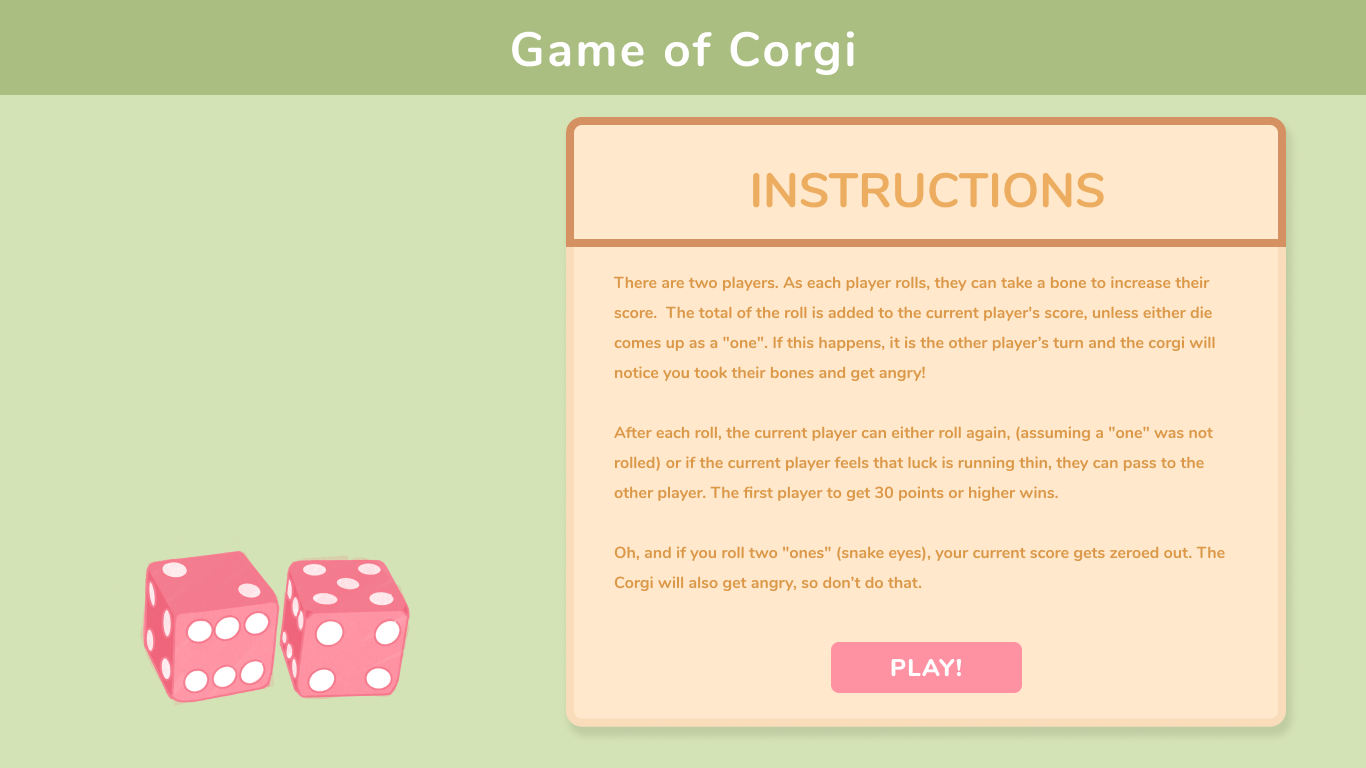 Game of Corgi
INSTRUCTIONS
There are two players. As each player rolls, they can take a bone to increase their
score.  The total of the roll is added to the current player's score, unless either die
comes up as a "one". If this happens, it is the other player’s turn and the corgi will
notice you took their bones and get angry!
After each roll, the current player can either roll again, (assuming a "one" was not
rolled) or if the current player feels that luck is running thin, they can pass to the
other player. The first player to get 30 points or higher wins.
Oh, and if you roll two "ones" (snake eyes), your current score gets zeroed out. The
Corgi will also get angry, so don’t do that.
PLAY!